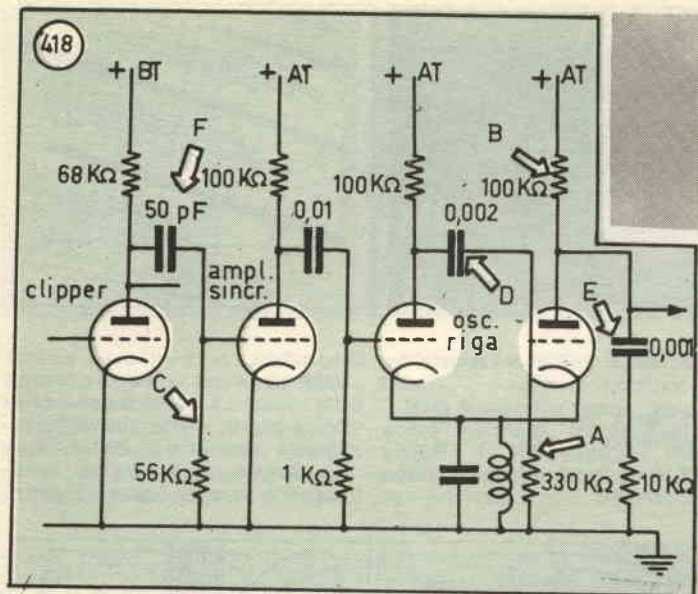 418
+ BT
+ AT
+ AT
+ AT
F
B
68 KΩ
100 KΩ
100 KΩ
100 KΩ
50 pF
0,01
0,002
clipper
ampl.
sincr.
D
E
osc.
riga
0,001
C
A
56 KΩ
1 KΩ
330 KΩ
10 KΩ